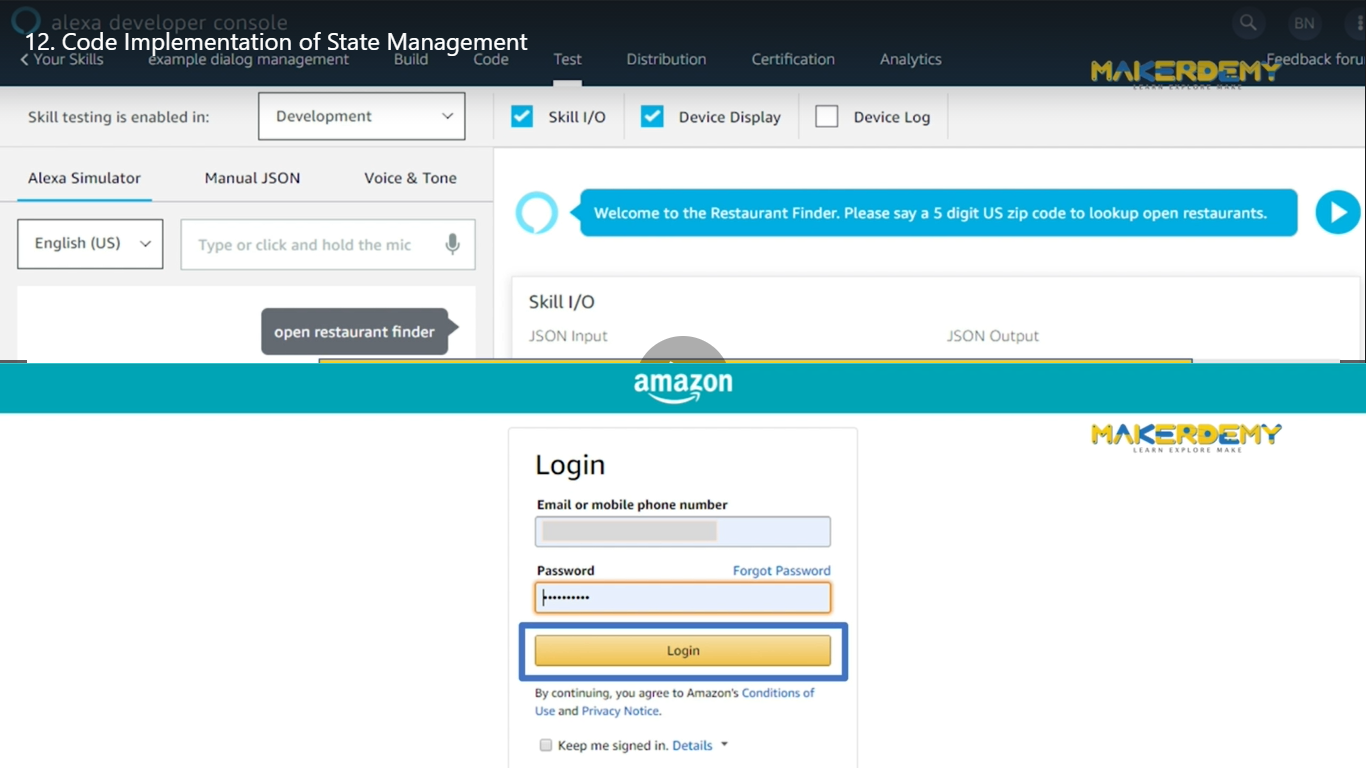 alexa developer console
BN
12. Code Implementation of State Management
Your Skills
example dialog management
Build
Code
Test
Distribution
Certification
Analytics
Feedback foru
MAKERDEMY
LEARN EXPLORE MAKE
Skill testing is enabled in:
Development
Skill I/O
Device Display
Device Log
Alexa Simulator
Manual JSON
Voice & Tone
Welcome to the Restaurant Finder. Please say a 5 digit US zip code to lookup open restaurants.
English (US)
Type or click and hold the mic
Skill I/O
open restaurant finder
JSON Input
JSON Output
amazon
MAKERDEMY
LEARN EXPLORE MAKE
Login
Email or mobile phone number
Password
Forgot Password
Login
By continuing, you agree to Amazon's Conditions of
Use and Privacy Notice.
Keep me signed in. Details